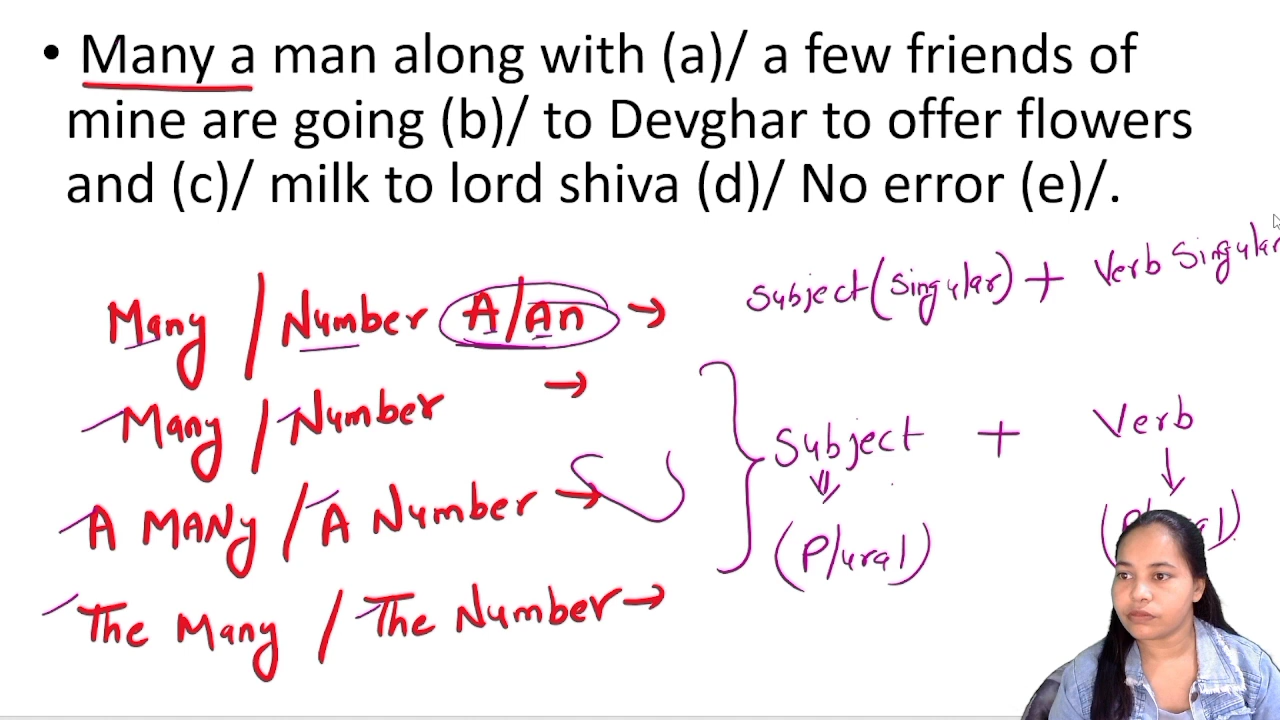 • Many a man along with (a)/ a few friends of
mine are going (b)/ to Devghar to offer flowers
and (c)/ milk to lord shiva (d)/ No error (e)/.
Many / Number A/An → Subject (Singular) + Verb Singular
Many / Number →
A MANy / A Number →
The Many / The Number →
Subject + Verb
(Plural)